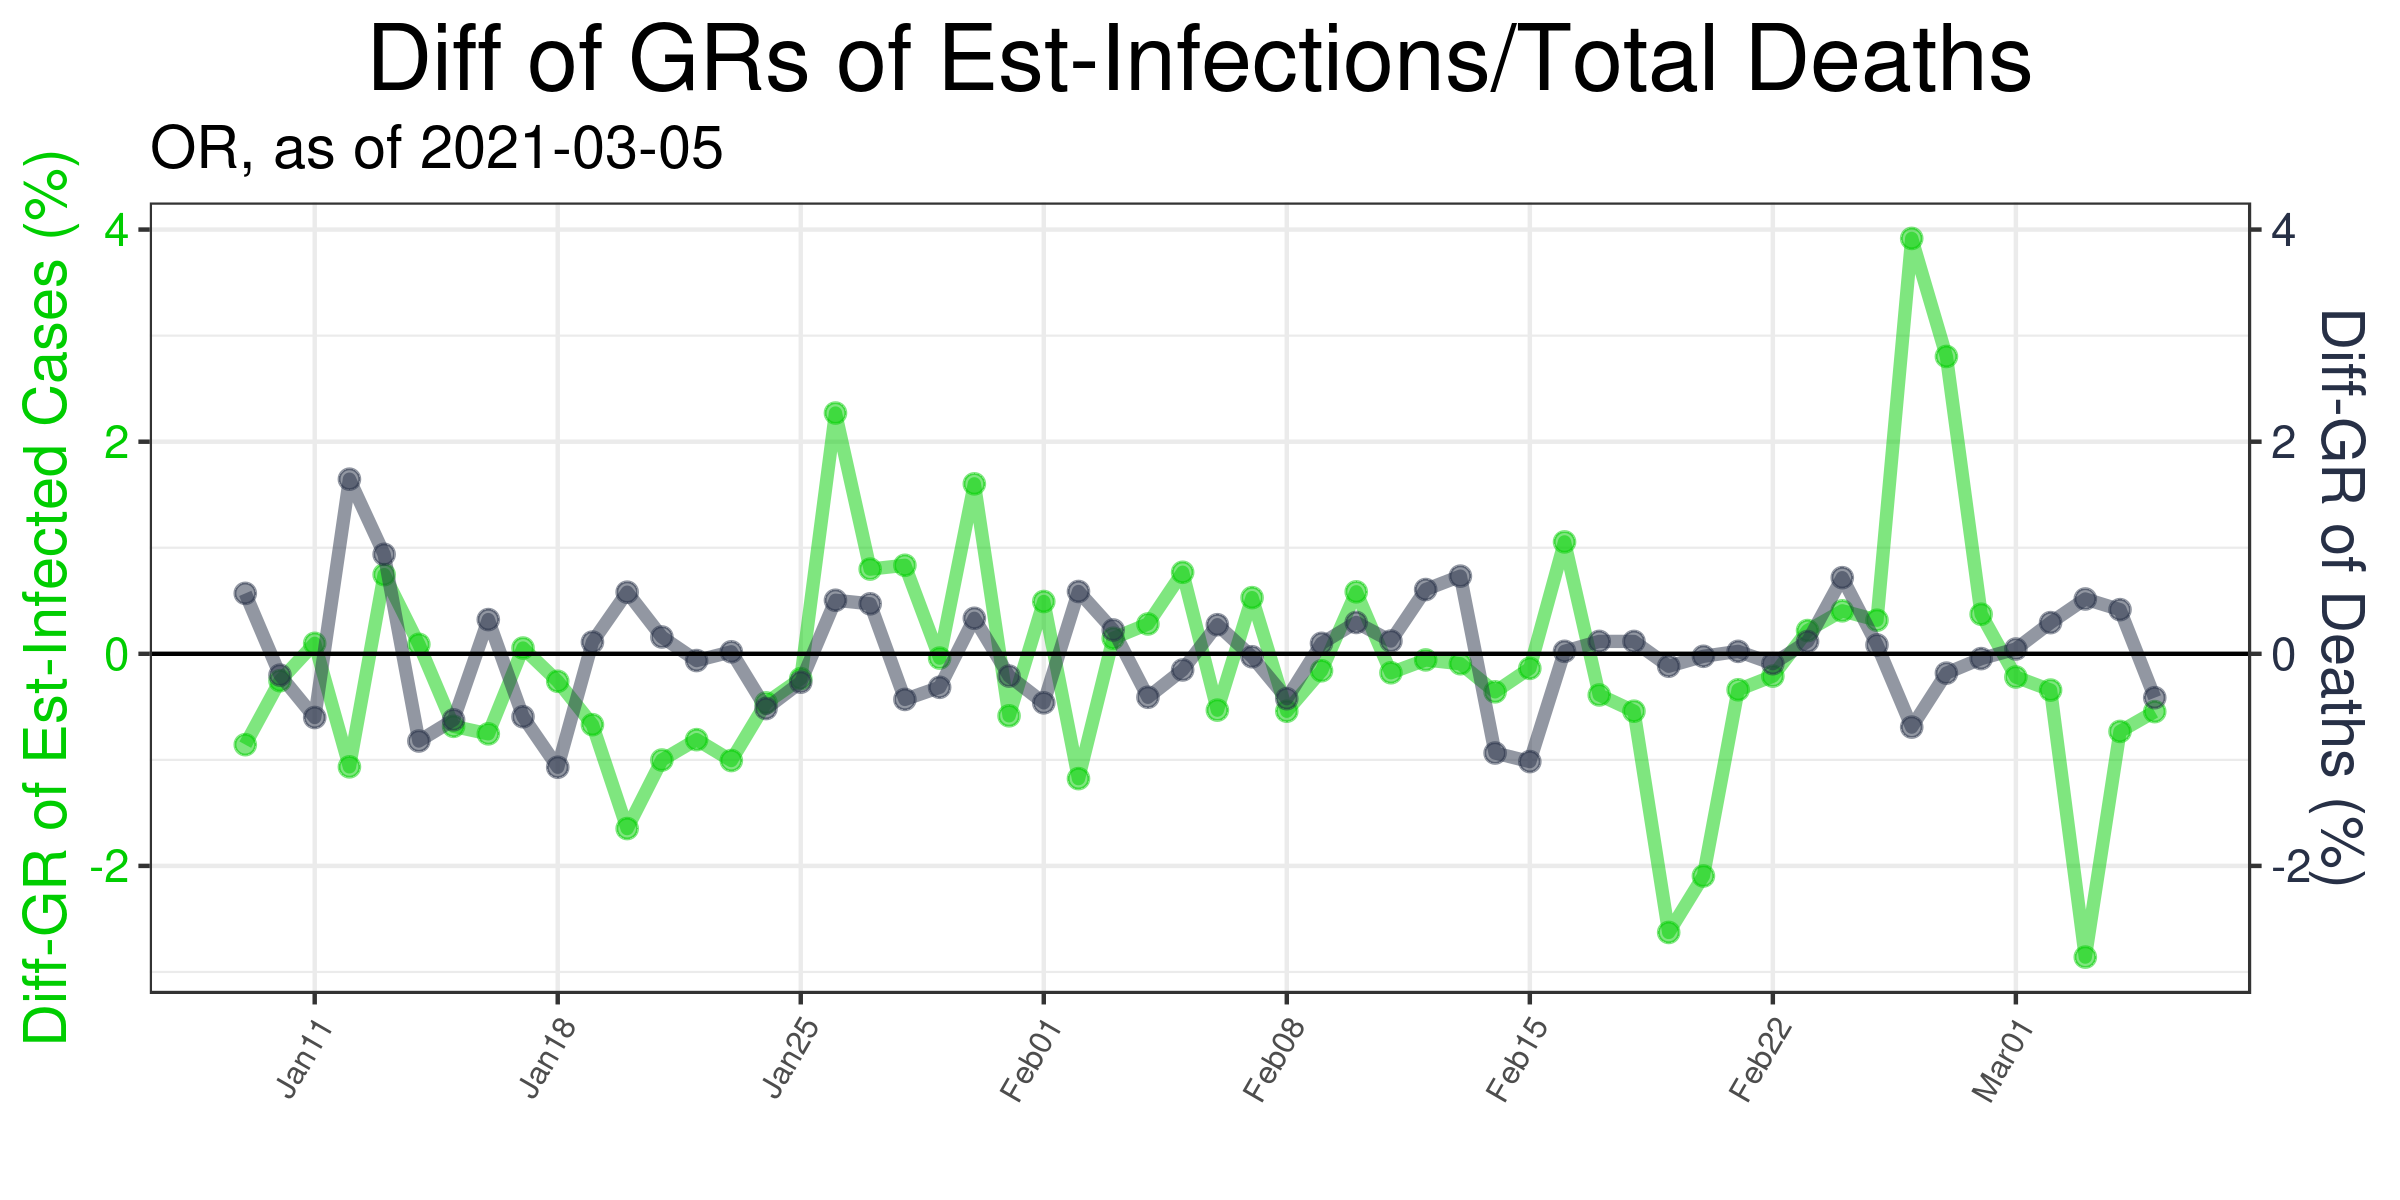 Diff of GRs of Est-Infections/Total Deaths
OR, as of 2021-03-05
Diff-GR of Est-Infected Cases (%)
4
2
0
-2
4
2
0
-2
Diff-GR of Deaths (%)
Jan11
Jan18
Jan25
Feb01
Feb08
Feb15
Feb22
Mar01